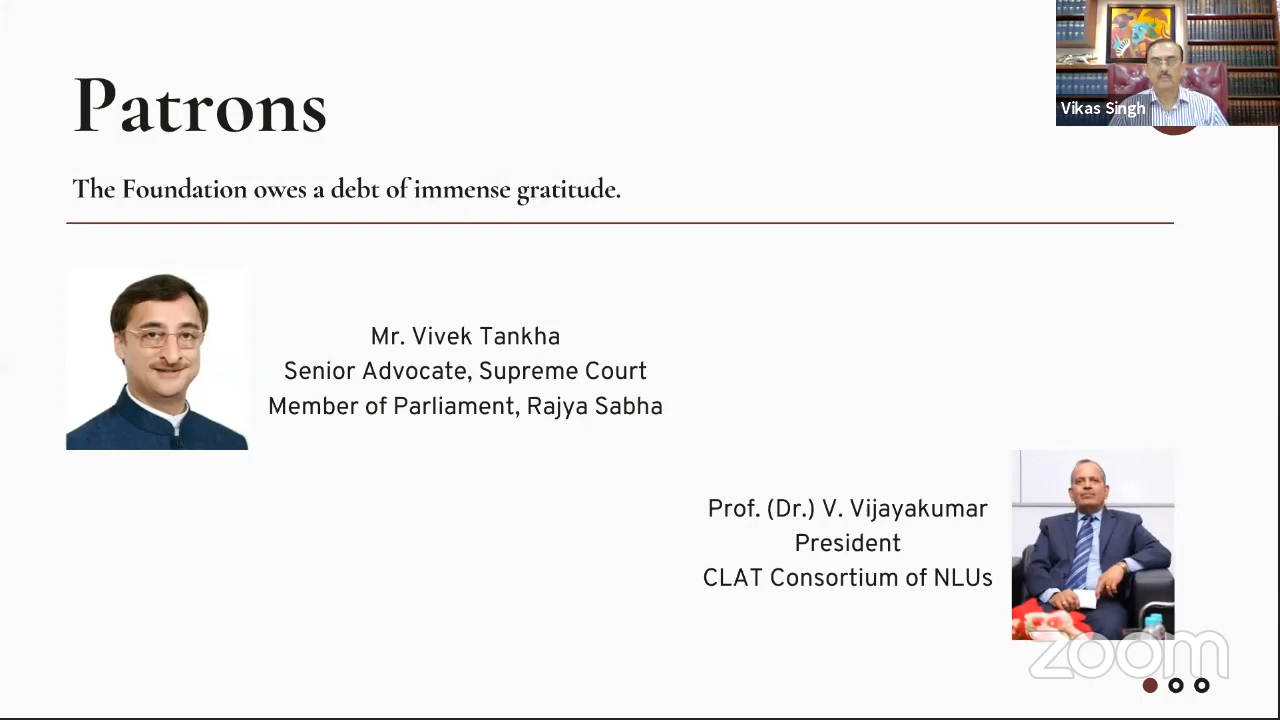 Patrons
Vikas Singh
The Foundation owes a debt of immense gratitude.
Mr. Vivek Tankha
Senior Advocate, Supreme Court
Member of Parliament, Rajya Sabha
Prof. (Dr.) V. Vijayakumar
President
CLAT Consortium of NLUs
zoom